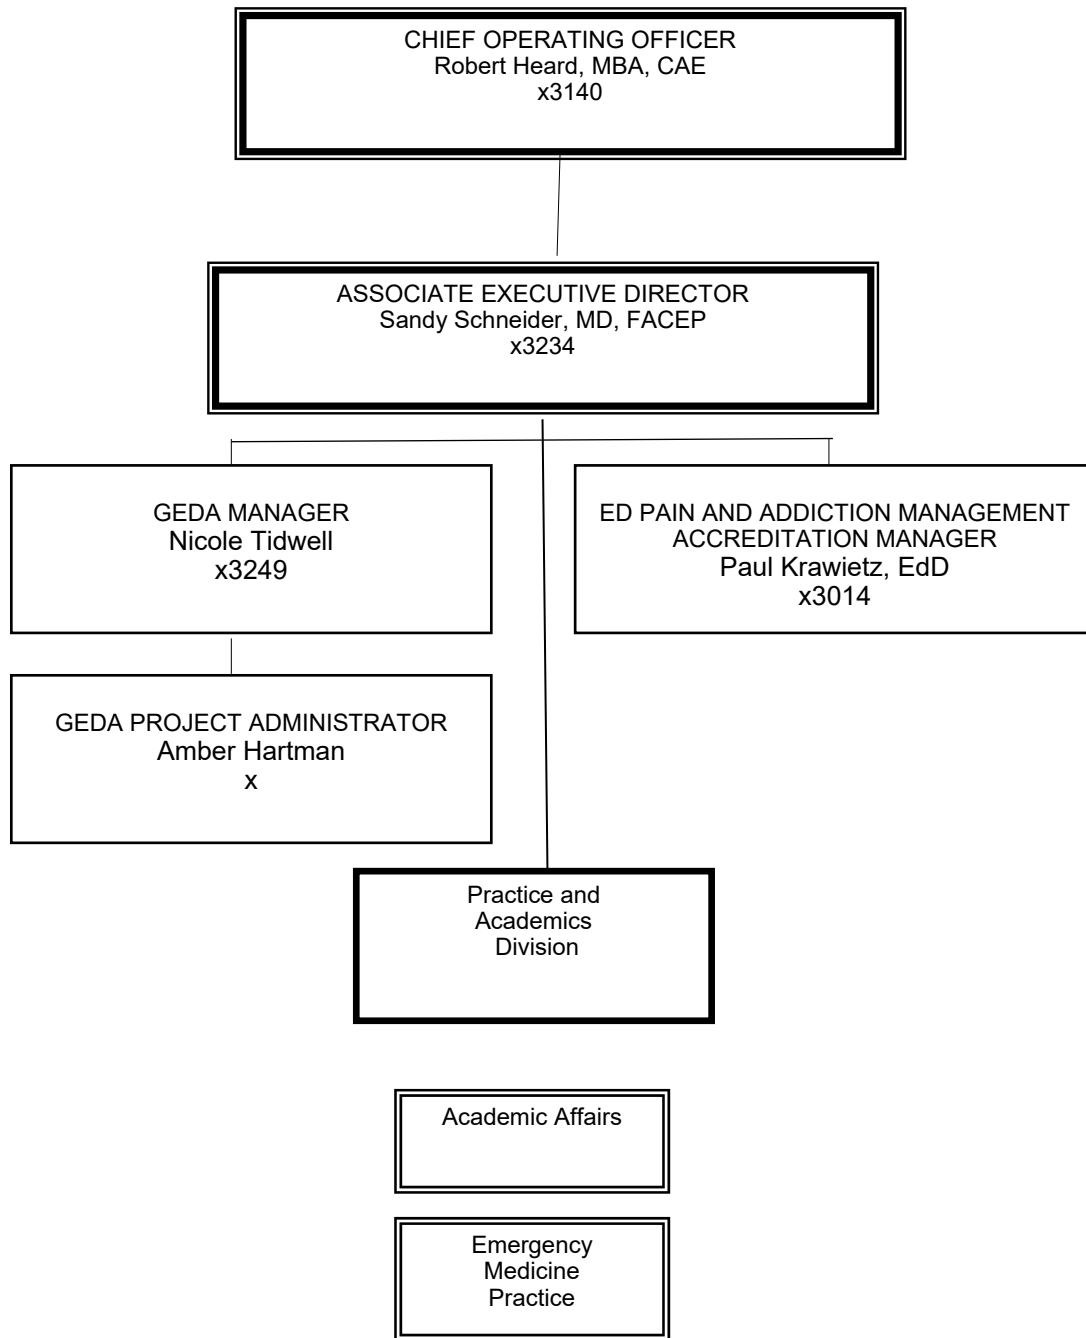 CHIEF OPERATING OFFICER
Robert Heard, MBA, CAE
x3140
ASSOCIATE EXECUTIVE DIRECTOR
Sandy Schneider, MD, FACEP
x3234
GEDA MANAGER
Nicole Tidwell
x3249
ED PAIN AND ADDICTION MANAGEMENT
ACCREDITATION MANAGER
Paul Krawietz, EdD
x3014
GEDA PROJECT ADMINISTRATOR
Amber Hartman
x
Practice and
Academics
Division
Academic Affairs
Emergency
Medicine
Practice